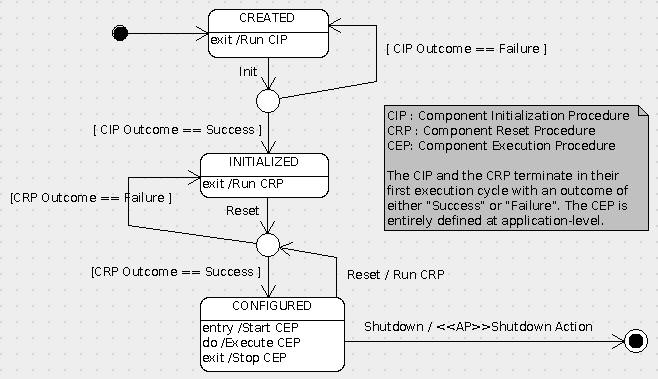 CREATED
exit /Run CIP
[ CIP Outcome == Failure ]
Init
[ CIP Outcome == Success ]
CIP : Component Initialization Procedure
CRP : Component Reset Procedure
CEP: Component Execution Procedure
The CIP and the CRP terminate in their
first execution cycle with an outcome of
either "Success" or "Failure". The CEP is
entirely defined at application-level.
INITIALIZED
exit /Run CRP
[CRP Outcome == Failure ]
Reset
[CRP Outcome == Success ]
Reset / Run CRP
CONFIGURED
entry /Start CEP
do /Execute CEP
exit /Stop CEP
Shutdown / <<AP>>Shutdown Action